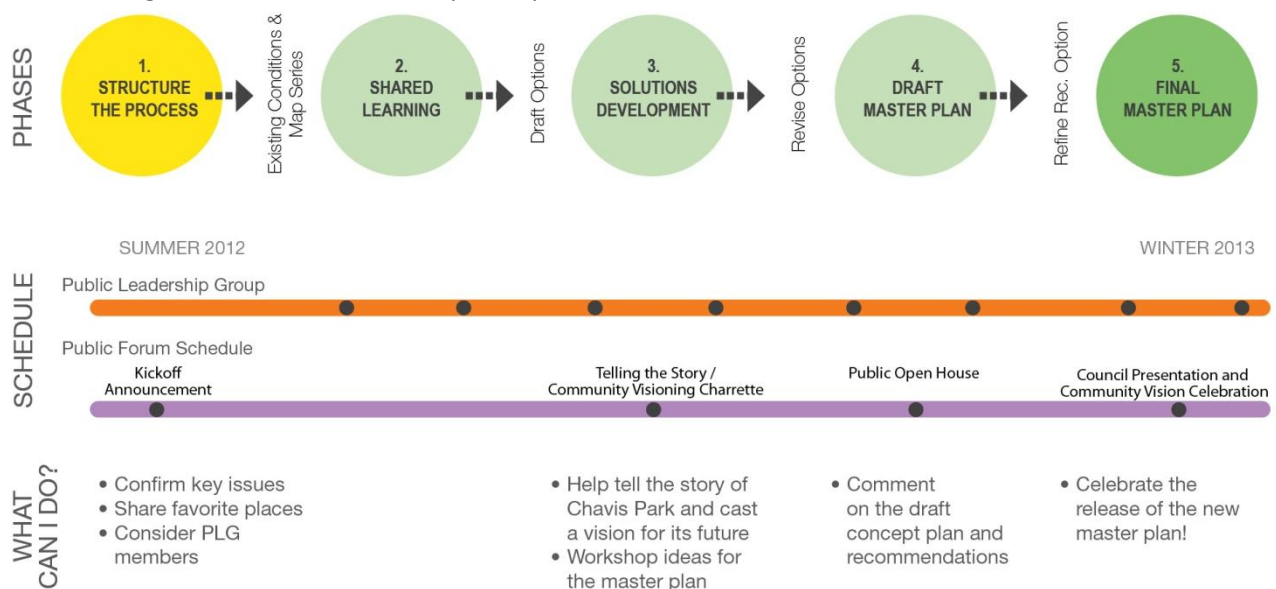 PHASES
1.
STRUCTURE
THE PROCESS
Existing Conditions &
Map Series
2.
SHARED
LEARNING
Draft Options
3.
SOLUTIONS
DEVELOPMENT
Revise Options
4.
DRAFT
MASTER PLAN
Refine Rec. Option
5.
FINAL
MASTER PLAN
SUMMER 2012
WINTER 2013
SCHEDULE
Public Leadership Group
Public Forum Schedule
Kickoff
Announcement
Telling the Story /
Community Visioning Charrette
Public Open House
Council Presentation and
Community Vision Celebration
WHAT
CAN I DO?
• Confirm key issues
• Share favorite places
• Consider PLG
members
• Help tell the story of
Chavis Park and cast
a vision for its future
• Workshop ideas for
the master plan
• Comment
on the draft
concept plan and
recommendations
• Celebrate the
release of the new
master plan!